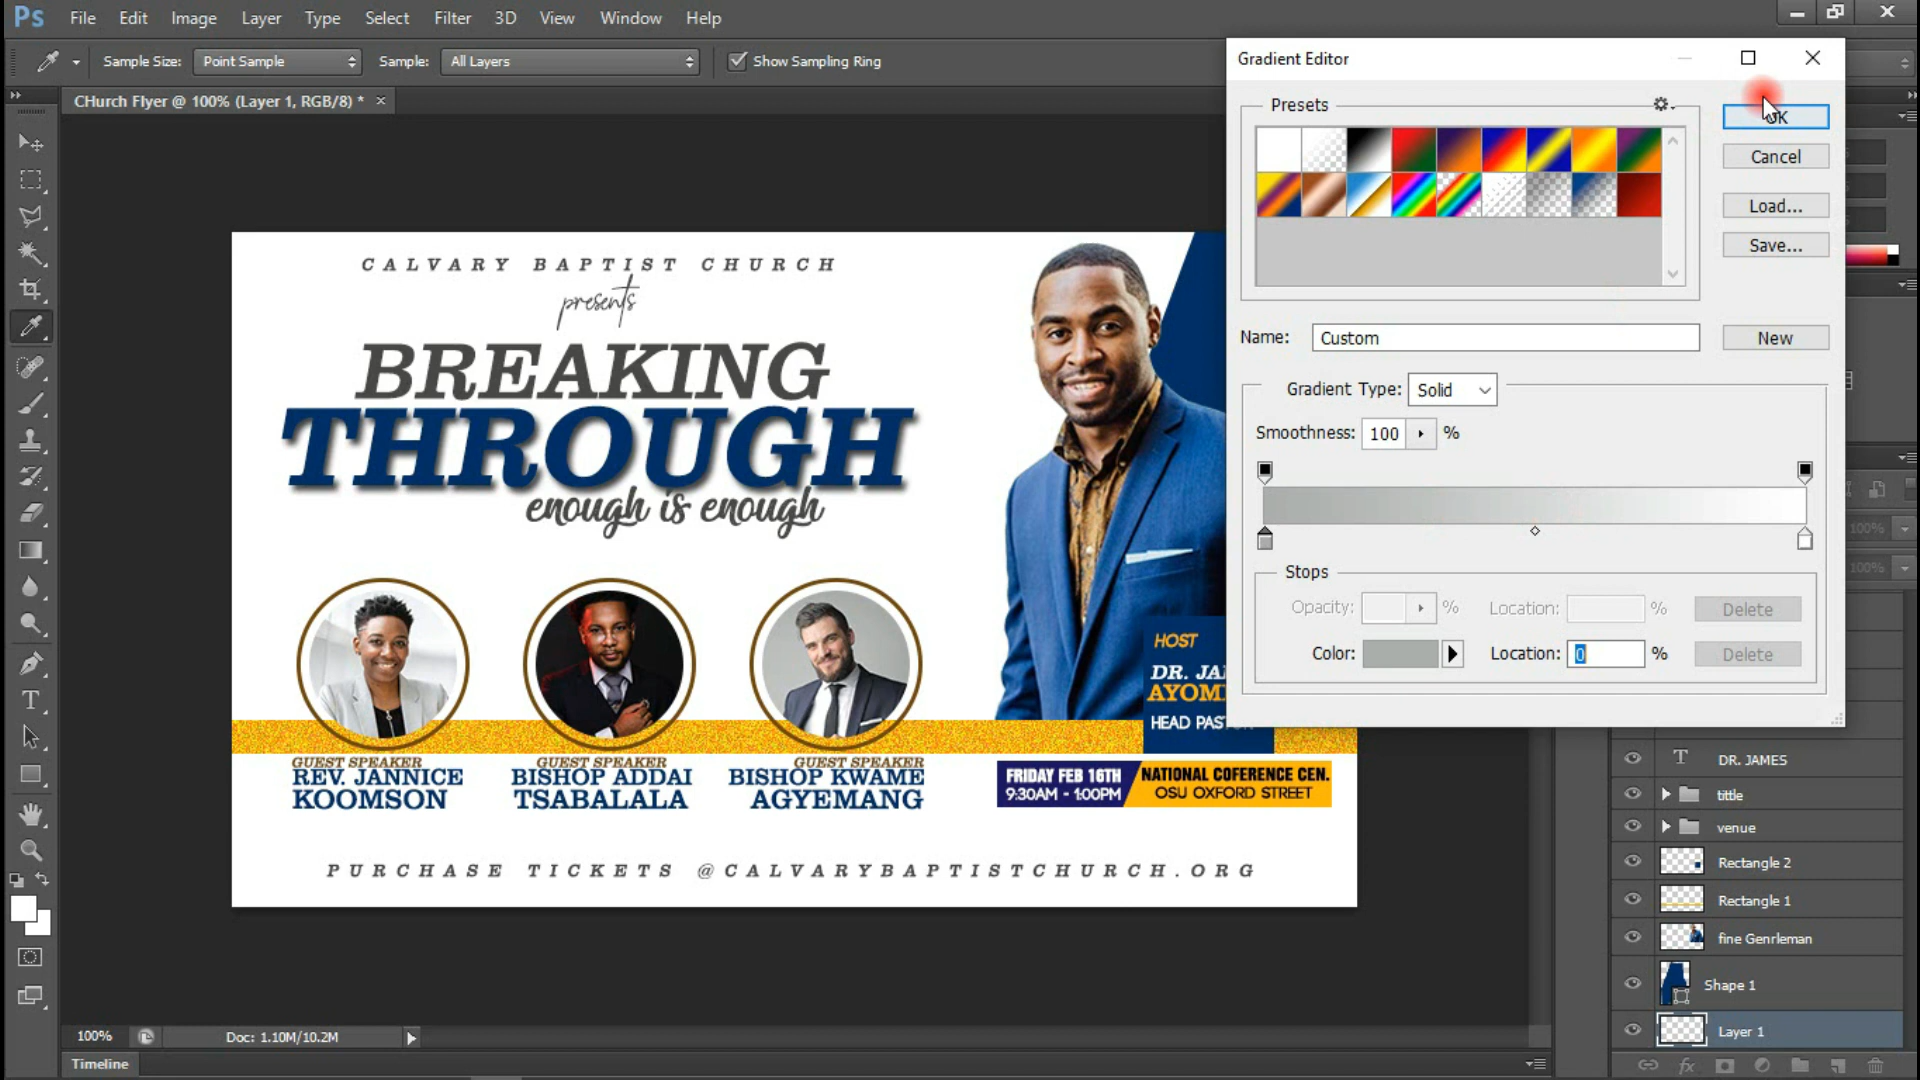 Ps File Edit Image Layer Type Select Filter 3D View Window Help
Sample Size: Point Sample Sample: All Layers Show Sampling Ring
CHurch Flyer @ 100% (Layer 1, RGB/8) * ×
CALVARY BAPTIST CHURCH
presents
BREAKING
THROUGH
enough is enough
HOST
DR. JA
AYOM
HEAD PAST
GUEST SPEAKER
REV. JANNICE
KOOMSON
GUEST SPEAKER
BISHOP ADDAI
TSABALALA
GUEST SPEAKER
BISHOP KWAME
AGYEMANG
FRIDAY FEB 16TH
9:30AM - 1:00PM
NATIONAL COFERENCE CEN.
OSU OXFORD STREET
PURCHASE TICKETS @CALVARYBAPTISTCHURCH.ORG
Gradient Editor
Presets
OK
Cancel
Load...
Save...
Name: Custom New
Gradient Type: Solid
Smoothness: 100 %
Stops
Opacity: % Location: % Delete
Color: Location: 0 % Delete
100%
100%
DR. JAMES
tittle
venue
Rectangle 2
Rectangle 1
fine Genrleman
Shape 1
Layer 1
fx
100% Doc: 1.10M/10.2M
Timeline